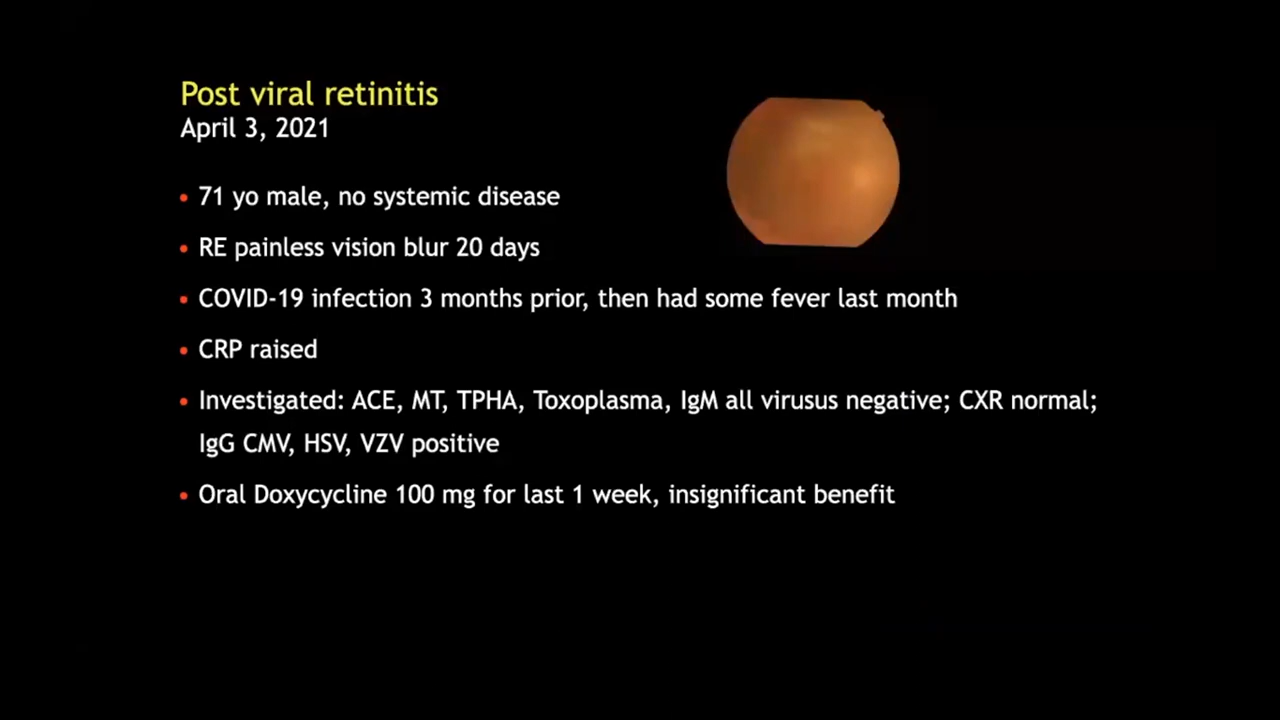 Post viral retinitis
April 3, 2021
• 71 yo male, no systemic disease
• RE painless vision blur 20 days
• COVID-19 infection 3 months prior, then had some fever last month
• CRP raised
• Investigated: ACE, MT, TPHA, Toxoplasma, IgM all virusus negative; CXR normal;
IgG CMV, HSV, VZV positive
• Oral Doxycycline 100 mg for last 1 week, insignificant benefit